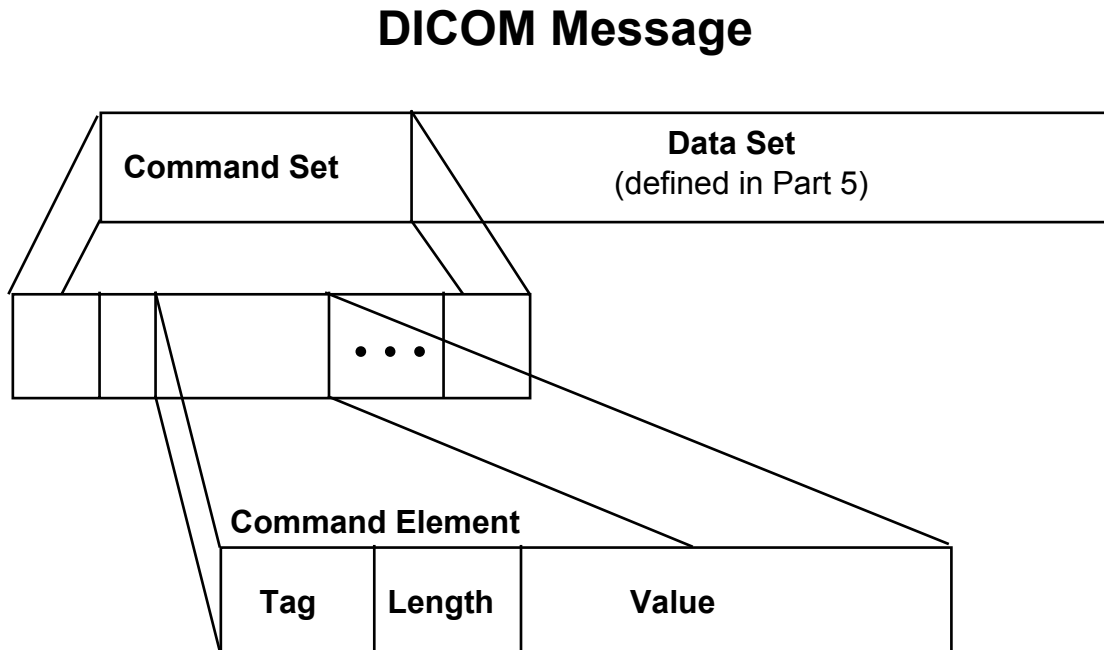 DICOM Message
Command Set
Data Set
(defined in Part 5)
• • •
Command Element
Tag
Length
Value